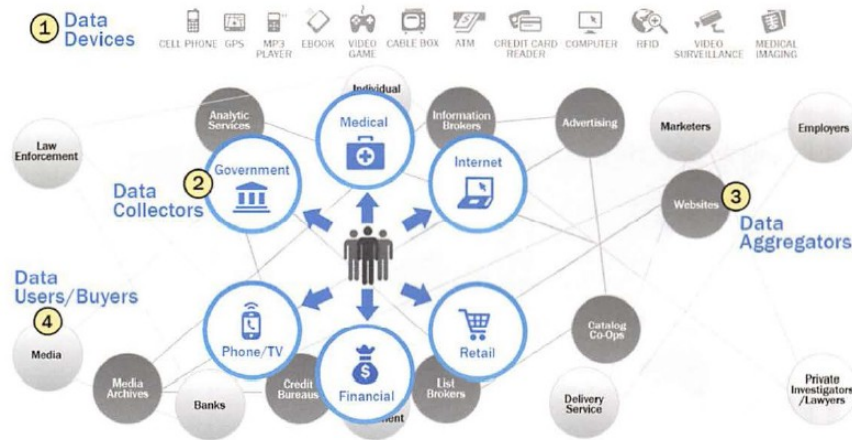 1 Data
Devices
CELL PHONE GPS MP3 PLAYER EBOOK VIDEO GAME CABLE BOX ATM CREDIT CARD READER COMPUTER RFID VIDEO SURVEILLANCE MEDICAL IMAGING
Individual
Analytic
Services
Medical
Information
Brokers
Advertising
Marketers
Employers
Law
Enforcement
Government
Internet
2
Data
Collectors
Websites
3
Data
Aggregators
Data
Users/Buyers
4
Media
Phone/TV
Financial
Retail
Catalog
Co-Ops
Media
Archives
Banks
Credit
Bureaus
List
Brokers
Delivery
Service
Private
Investigators
/Lawyers